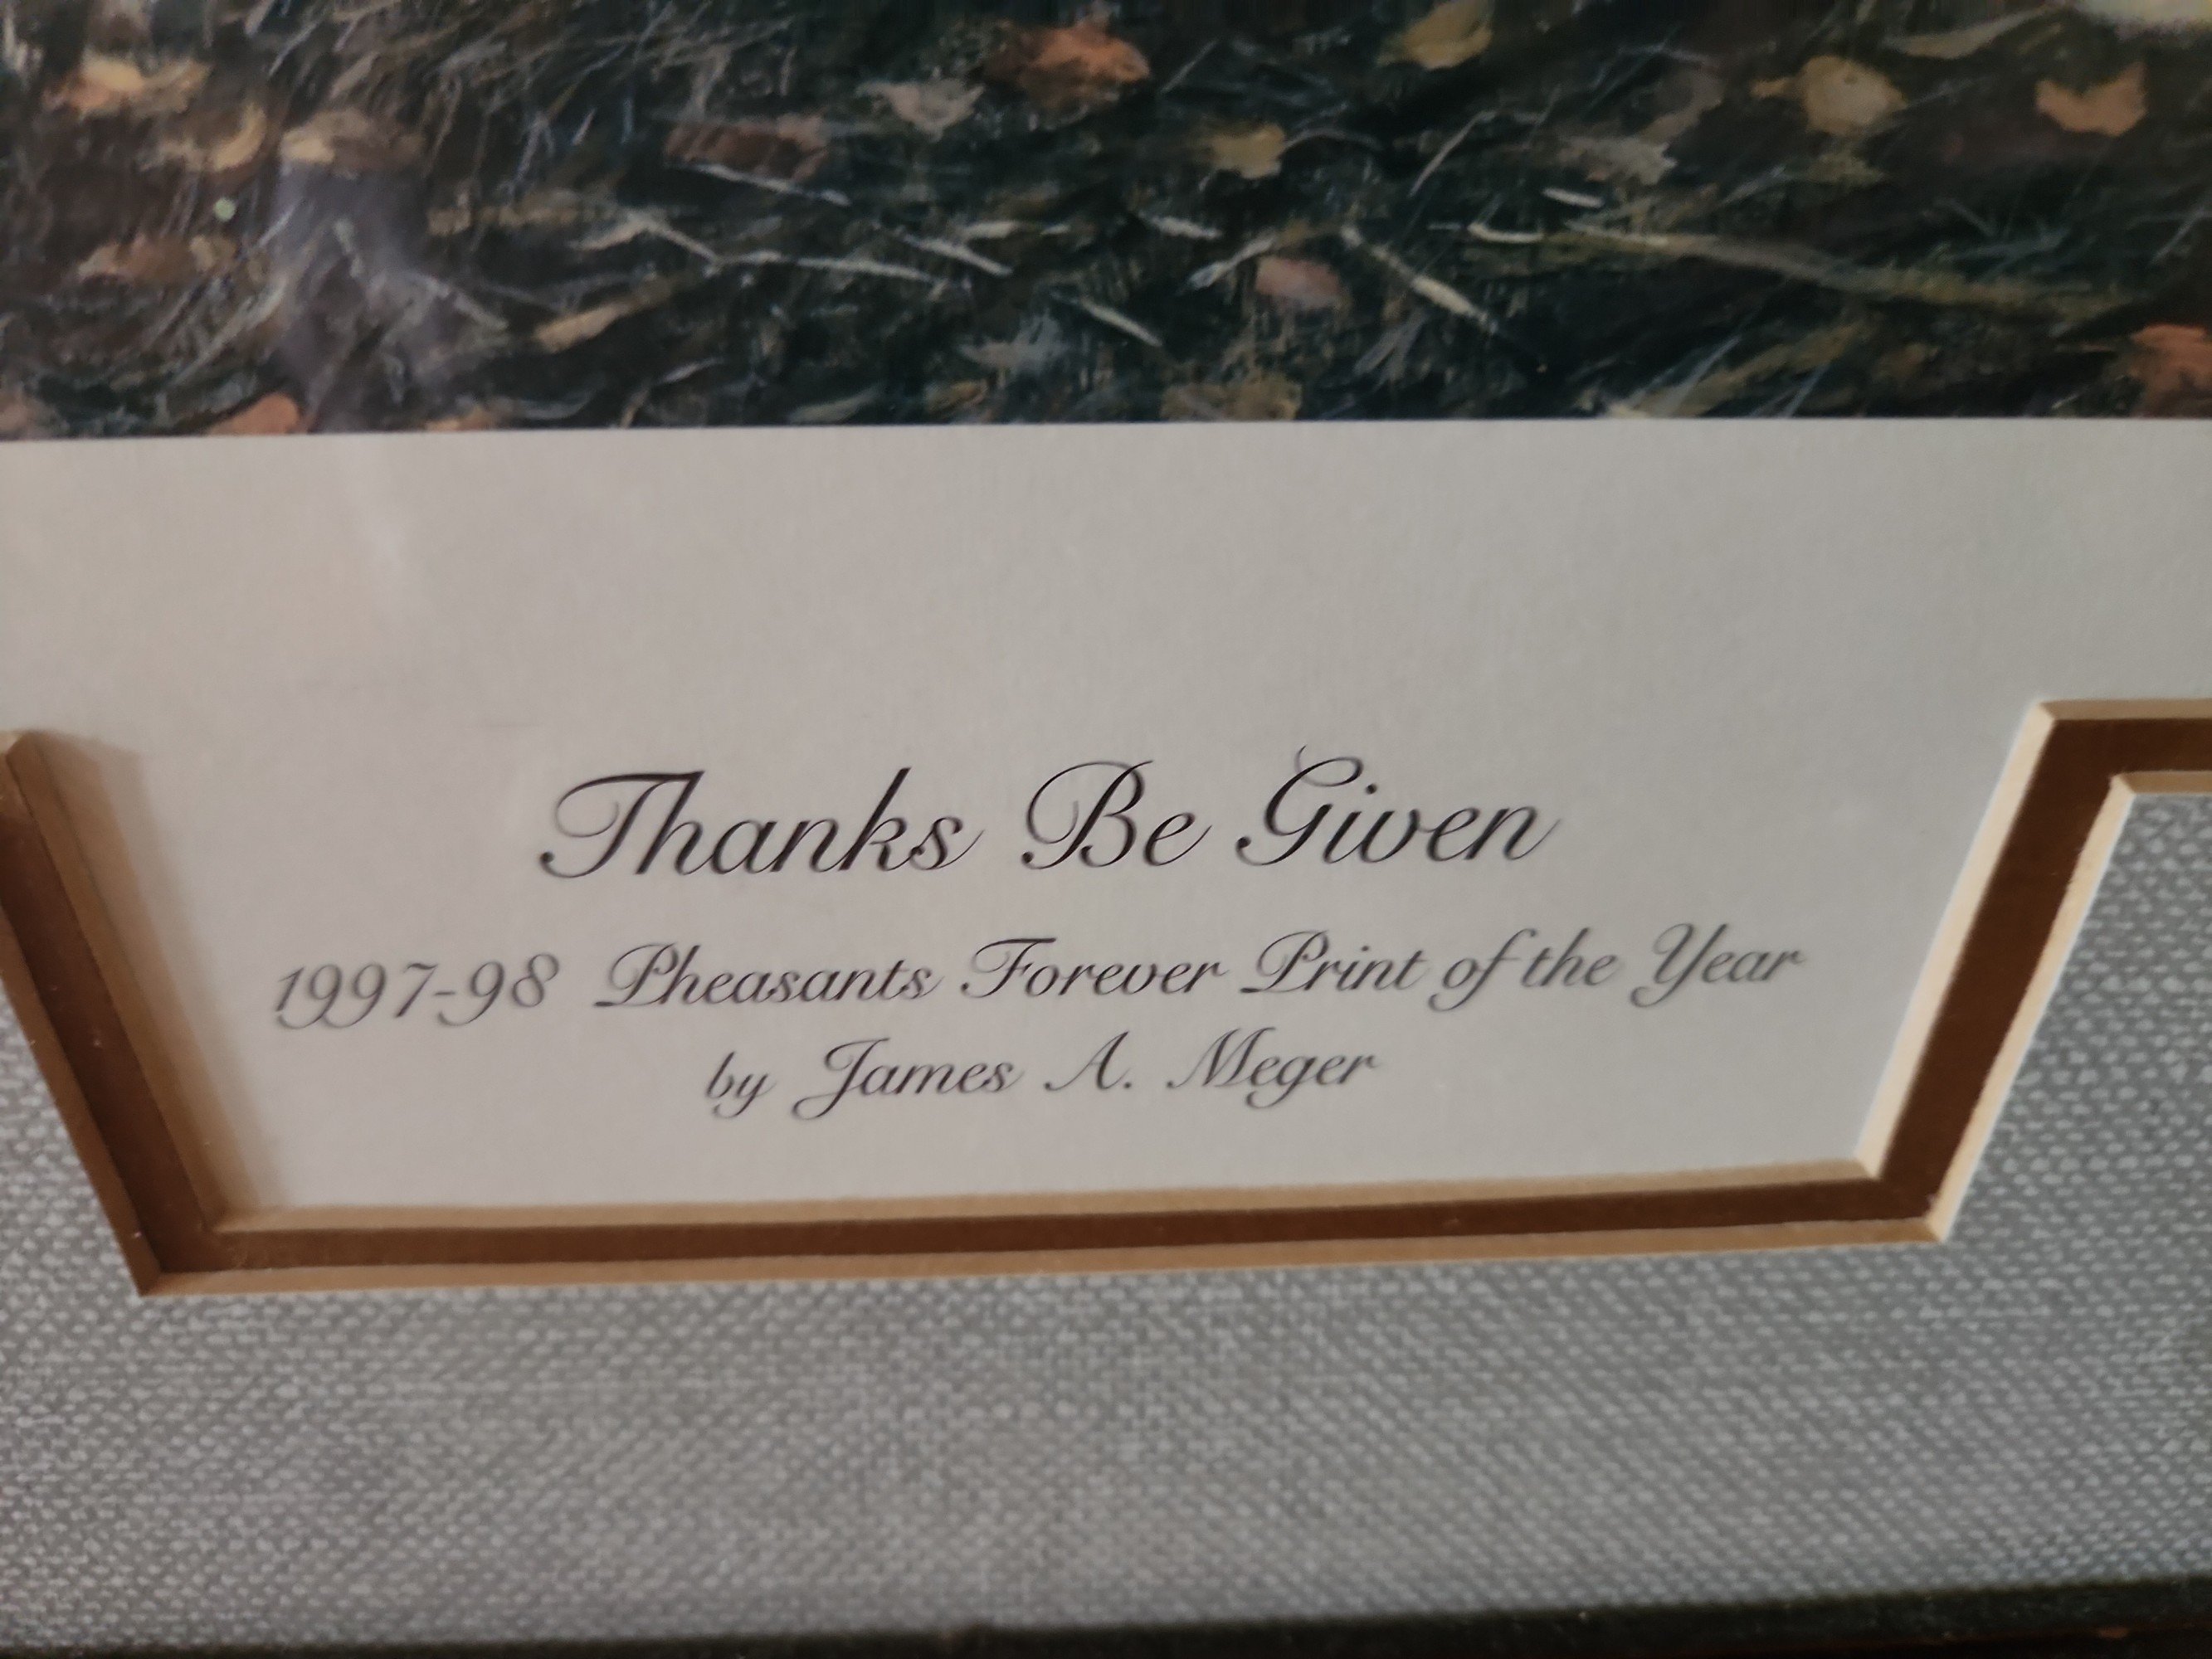 Thanks Be Given
1997-98 Pheasants Forever Print of the Year
by James A. Meger